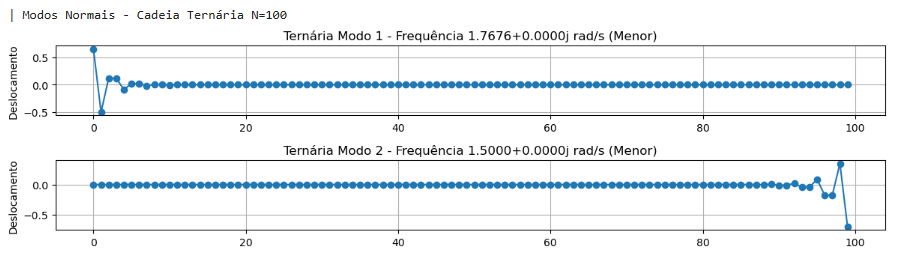 Modos Normais - Cadeia Ternária N=100
Ternária Modo 1 - Frequência 1.7676+0.0000j rad/s (Menor)
Deslocamento
0.5
0.0
−0.5
0 20 40 60 80 100
Ternária Modo 2 - Frequência 1.5000+0.0000j rad/s (Menor)
Deslocamento
0.0
−0.5
0 20 40 60 80 100